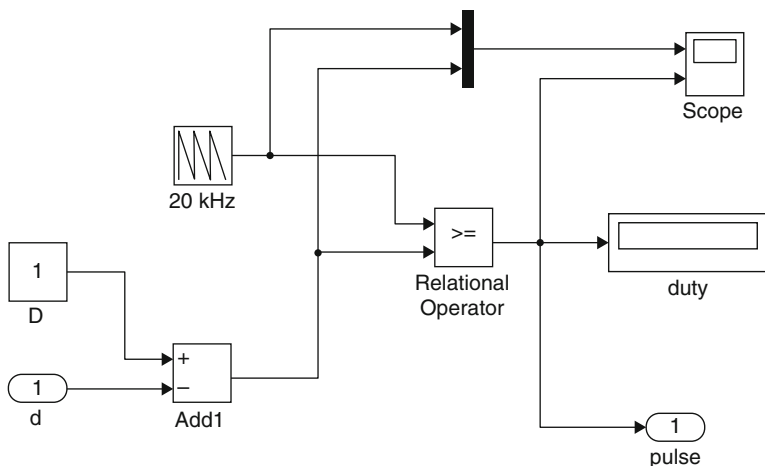 Scope
20 kHz
>=
Relational
Operator
duty
1
D
+
−
Add1
1
d
1
pulse